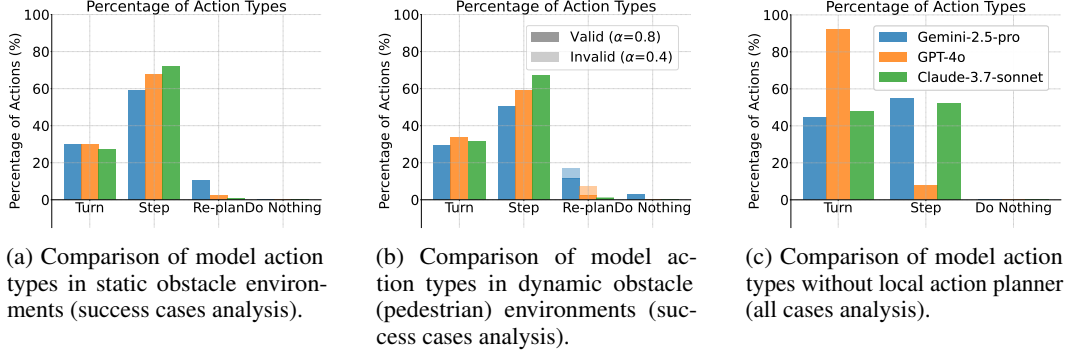 Percentage of Action Types
Percentage of Actions (%)
100
80
60
40
20
0
Turn
Step
Re-plan
Do Nothing
(a) Comparison of model action
types in static obstacle environ-
ments (success cases analysis).
Percentage of Action Types
Percentage of Actions (%)
100
80
60
40
20
0
Valid (α=0.8)
Invalid (α=0.4)
Turn
Step
Re-plan
Do Nothing
(b) Comparison of model ac-
tion types in dynamic obstacle
(pedestrian) environments (suc-
cess cases analysis).
Percentage of Action Types
Percentage of Actions (%)
100
80
60
40
20
0
Gemini-2.5-pro
GPT-4o
Claude-3.7-sonnet
Turn
Step
Do Nothing
(c) Comparison of model action
types without local action planner
(all cases analysis).